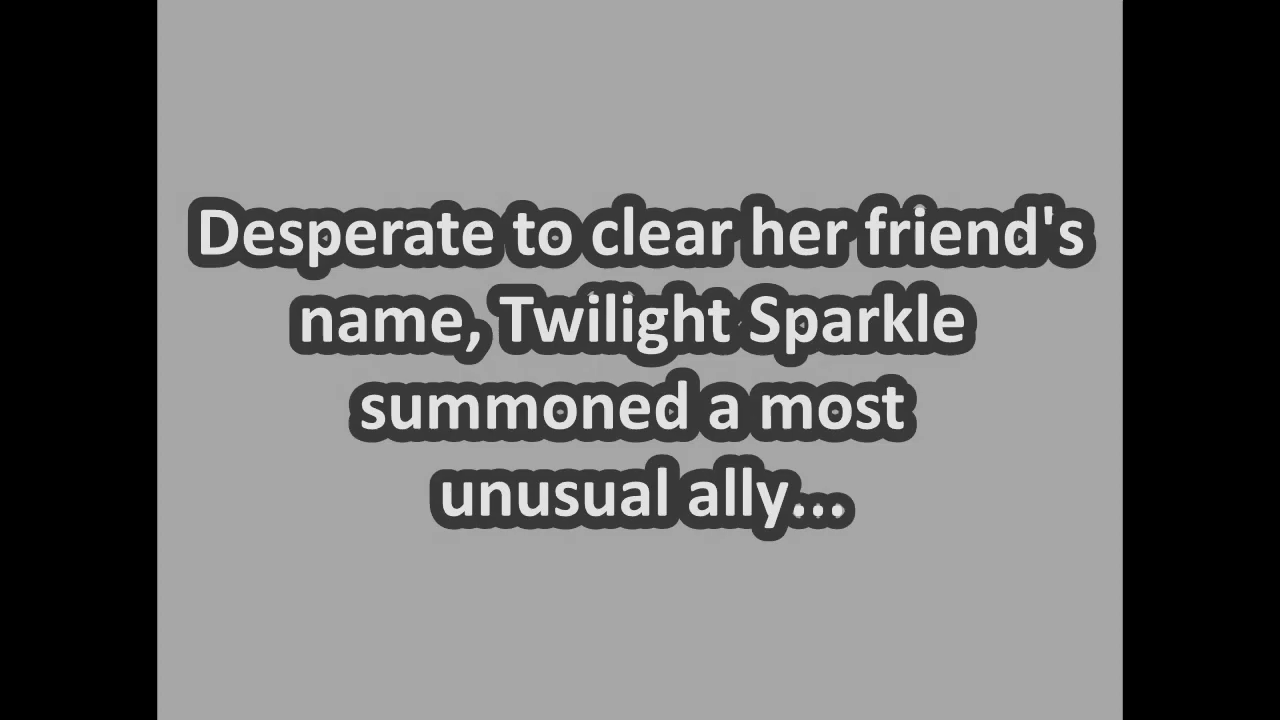 Desperate to clear her friend's
name, Twilight Sparkle
summoned a most
unusual ally...